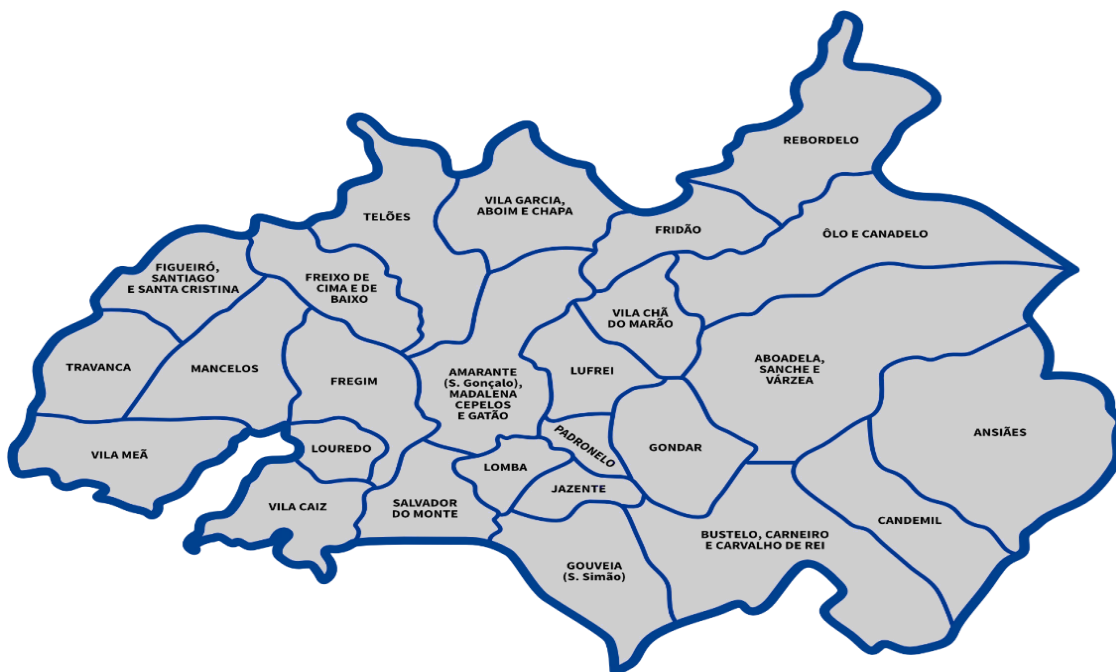 REBORDELO
VILA GARCIA,
ABOIM E CHAPA
TELÕES
FRIDÃO
ÔLO E CANADELO
FIGUEIRÓ,
SANTIAGO
E SANTA CRISTINA
FREIXO DE
CIMA E DE
BAIXO
VILA CHÃ
DO MARÃO
TRAVANCA
MANCELOS
FREGIM
AMARANTE
(S. Gonçalo),
MADALENA
CEPELOS
E GATÃO
LUFREI
ABOADELA,
SANCHE E
VÁRZEA
ANSIÃES
VILA MEÃ
LOUREDO
PADRONELO
GONDAR
LOMBA
JAZENTE
VILA CAIZ
SALVADOR
DO MONTE
CANDEMIL
BUSTELO, CARNEIRO
E CARVALHO DE REI
GOUVEIA
(S. Simão)